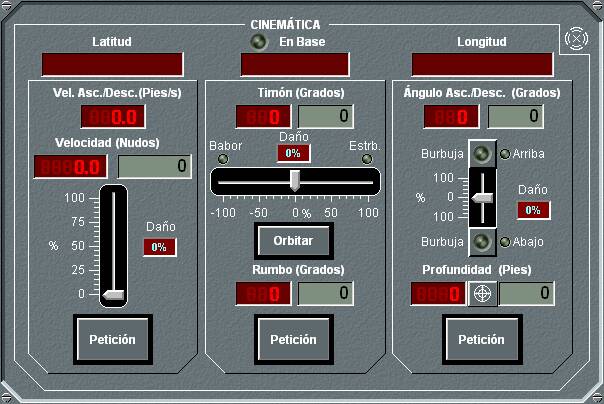 CINEMÁTICA
Latitud
En Base
Longitud
Vel. Asc./Desc.(Pies/s)
0.0
Velocidad (Nudos)
0.0 0
100
75
% 50
25
0
Daño
0%
Petición
Timón (Grados)
0 0
Daño
Babor 0% Estrb.
-100 -50 0 % 50 100
Orbitar
Rumbo (Grados)
0 0
Petición
Ángulo Asc./Desc. (Grados)
0 0
Burbuja Arriba
100
% 0
100
Daño
0%
Burbuja Abajo
Profundidad (Pies)
0 0
Petición